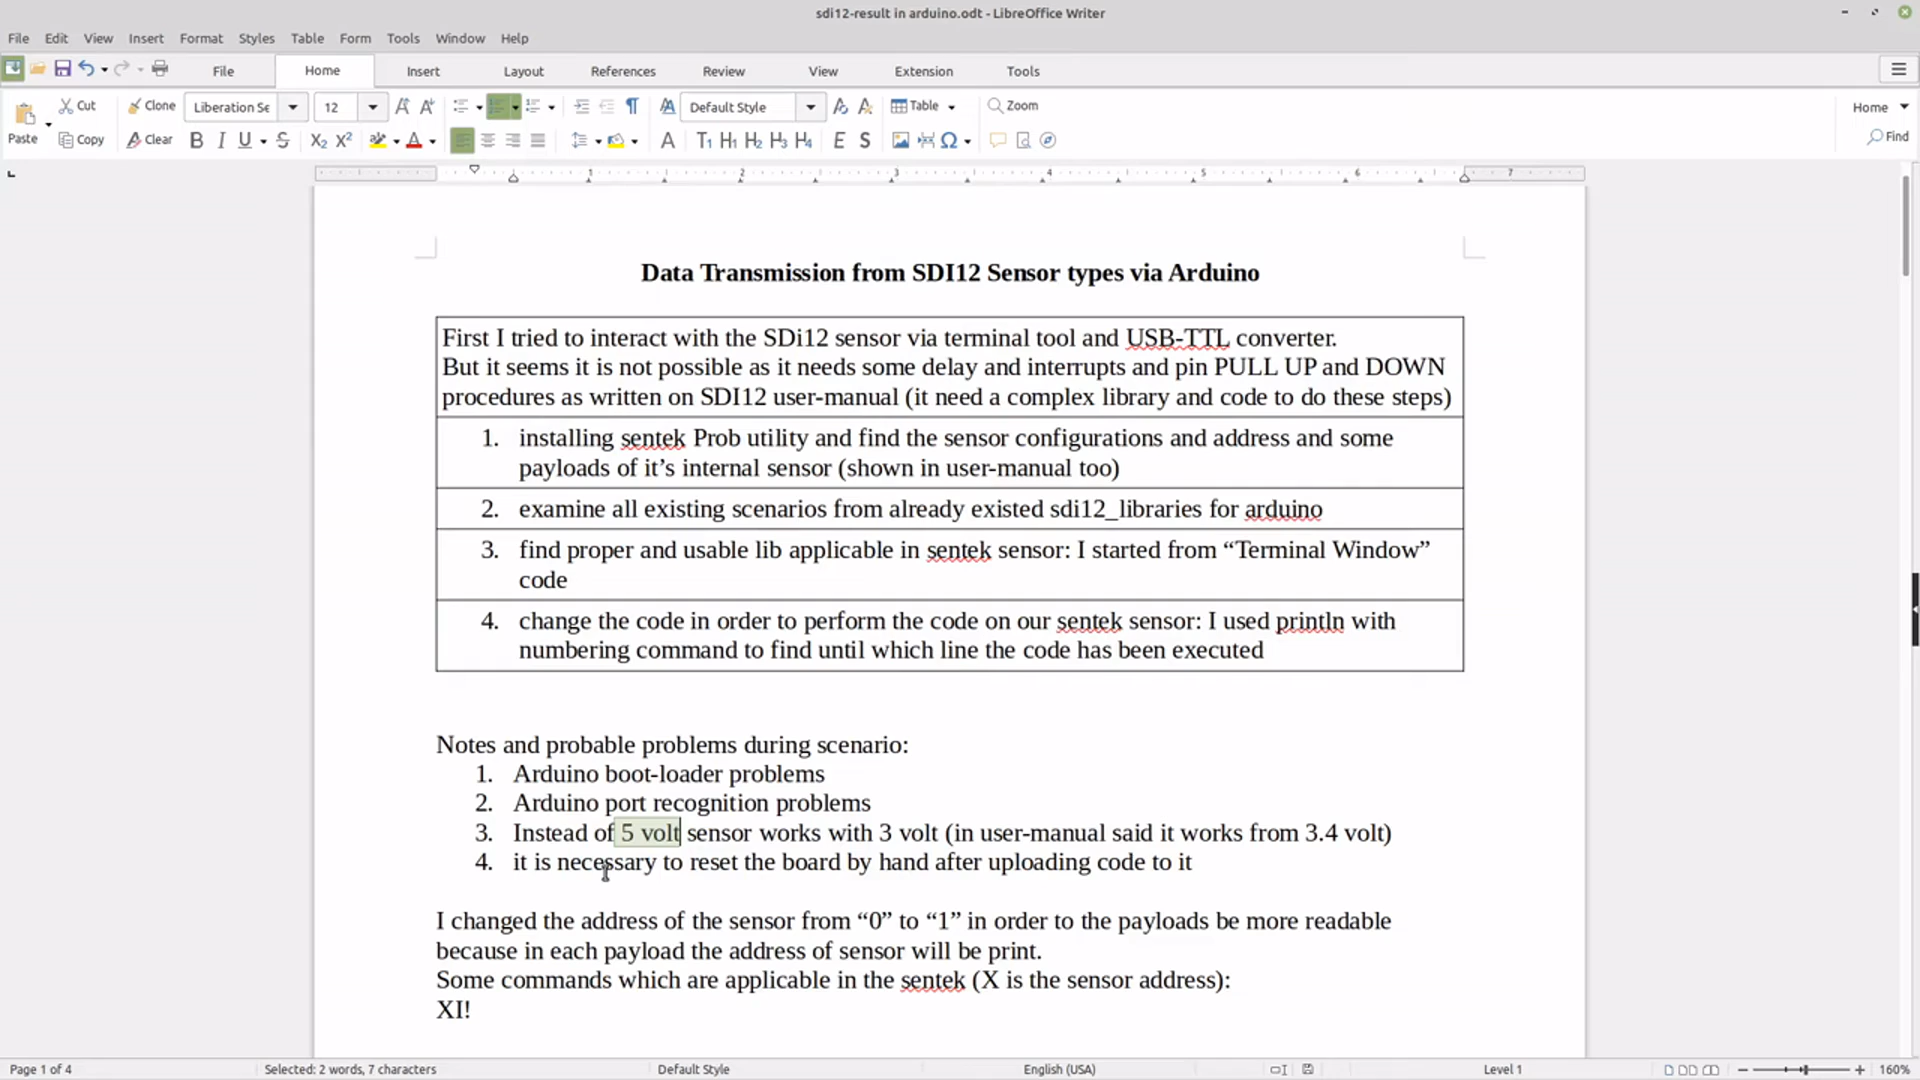 sdi12-result in arduino.odt - LibreOffice Writer
File Edit View Insert Format Styles Table Form Tools Window Help
File Home Insert Layout References Review View Extension Tools
Cut Clone Liberation Se 12 Default Style Table Zoom Home
Paste Copy Clear Find
1 2 3 4 5 6 7
Data Transmission from SDI12 Sensor types via Arduino
First I tried to interact with the SDi12 sensor via terminal tool and USB-TTL converter.
But it seems it is not possible as it needs some delay and interrupts and pin PULL UP and DOWN
procedures as written on SDI12 user-manual (it need a complex library and code to do these steps)
1. installing sentek Prob utility and find the sensor configurations and address and some
payloads of it’s internal sensor (shown in user-manual too)
2. examine all existing scenarios from already existed sdi12_libraries for arduino
3. find proper and usable lib applicable in sentek sensor: I started from “Terminal Window”
code
4. change the code in order to perform the code on our sentek sensor: I used println with
numbering command to find until which line the code has been executed
Notes and probable problems during scenario:
1. Arduino boot-loader problems
2. Arduino port recognition problems
3. Instead of 5 volt sensor works with 3 volt (in user-manual said it works from 3.4 volt)
4. it is necessary to reset the board by hand after uploading code to it
I changed the address of the sensor from “0” to “1” in order to the payloads be more readable
because in each payload the address of sensor will be print.
Some commands which are applicable in the sentek (X is the sensor address):
XI!
Page 1 of 4 Selected: 2 words, 7 characters Default Style English (USA) Level 1 160%